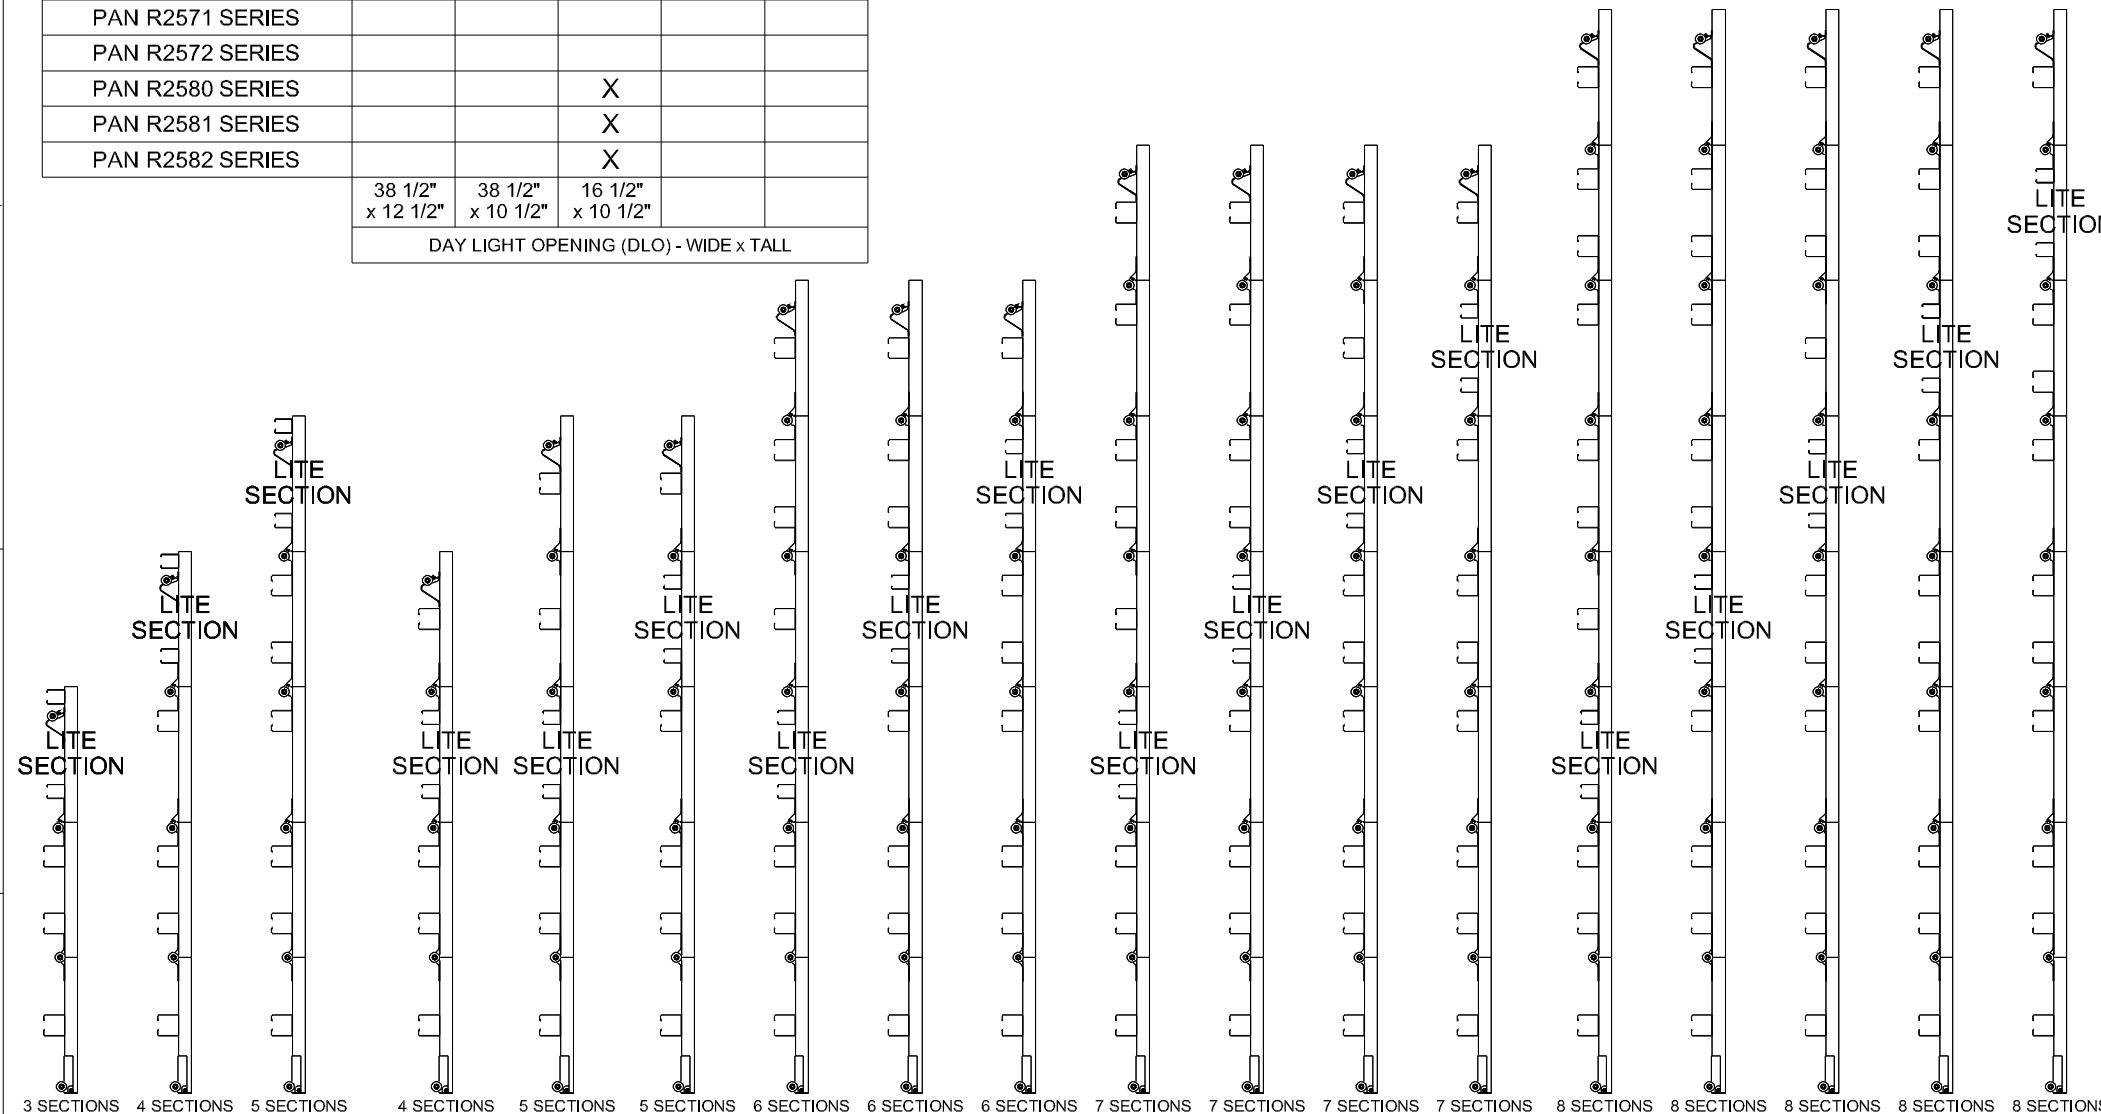 PAN R2571 SERIES
PAN R2572 SERIES
PAN R2580 SERIES X
PAN R2581 SERIES X
PAN R2582 SERIES X
38 1/2" 38 1/2" 16 1/2"
x 12 1/2" x 10 1/2" x 10 1/2"
DAY LIGHT OPENING (DLO) - WIDE x TALL
LITE
SECTION
LITE
SECTION
LITE
SECTION
LITE
SECTION
LITE
SECTION
LITE
SECTION
LITE
SECTION
LITE
SECTION
LITE
SECTION
LITE
SECTION
LITE
SECTION
LITE
SECTION
LITE
SECTION
LITE
SECTION
LITE
SECTION
LITE
SECTION
LITE
SECTION
LITE
SECTION
3 SECTIONS 4 SECTIONS 5 SECTIONS 4 SECTIONS 5 SECTIONS 5 SECTIONS 6 SECTIONS 6 SECTIONS 6 SECTIONS 7 SECTIONS 7 SECTIONS 7 SECTIONS 7 SECTIONS 8 SECTIONS 8 SECTIONS 8 SECTIONS 8 SECTIONS 8 SECTIONS